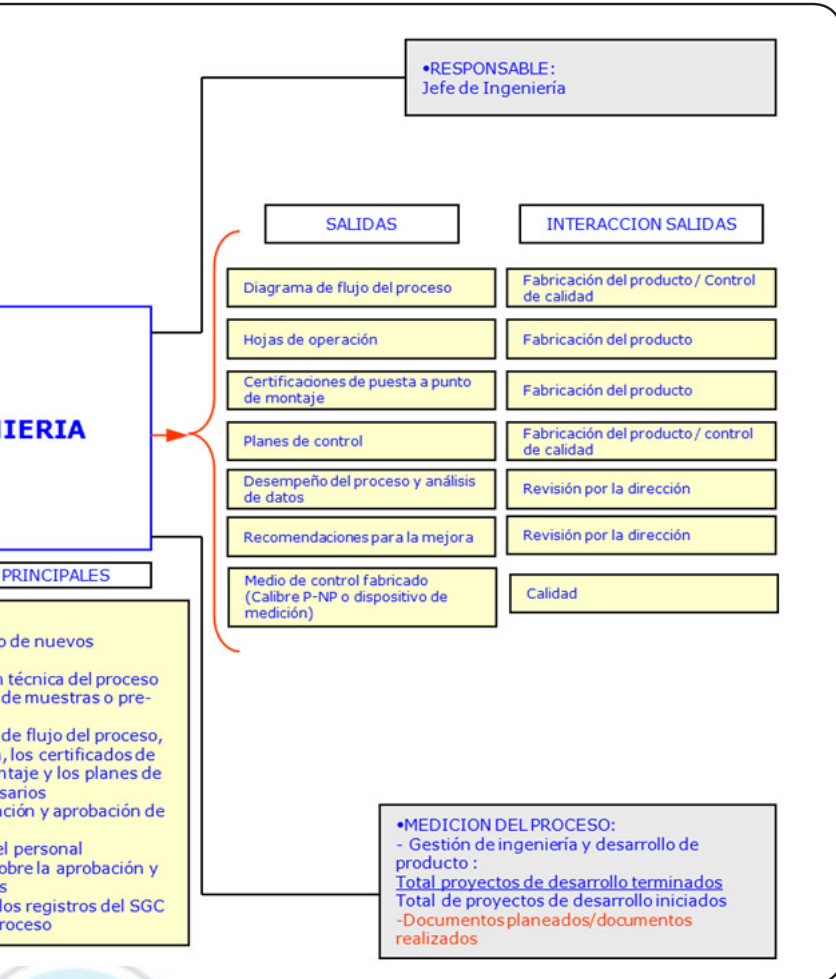 •RESPONSABLE:
Jefe de Ingeniería
SALIDAS
INTERACCION SALIDAS
Diagrama de flujo del proceso
Fabricación del producto / Control
de calidad
Hojas de operación
Fabricación del producto
Certificaciones de puesta a punto
de montaje
Fabricación del producto
Planes de control
Fabricación del producto / control
de calidad
Desempeño del proceso y análisis
de datos
Revisión por la dirección
Recomendaciones para la mejora
Revisión por la dirección
Medio de control fabricado
(Calibre P-NP o dispositivo de
medición)
Calidad
NIERIA
PRINCIPALES
o de nuevos
n técnica del proceso
de muestras o pre-
de flujo del proceso,
, los certificados de
ntaje y los planes de
sarios
ación y aprobación de
el personal
obre la aprobación y
s
los registros del SGC
roceso
•MEDICION DEL PROCESO:
- Gestión de ingeniería y desarrollo de
producto :
Total proyectos de desarrollo terminados
Total de proyectos de desarrollo iniciados
-Documentos planeados/documentos
realizados